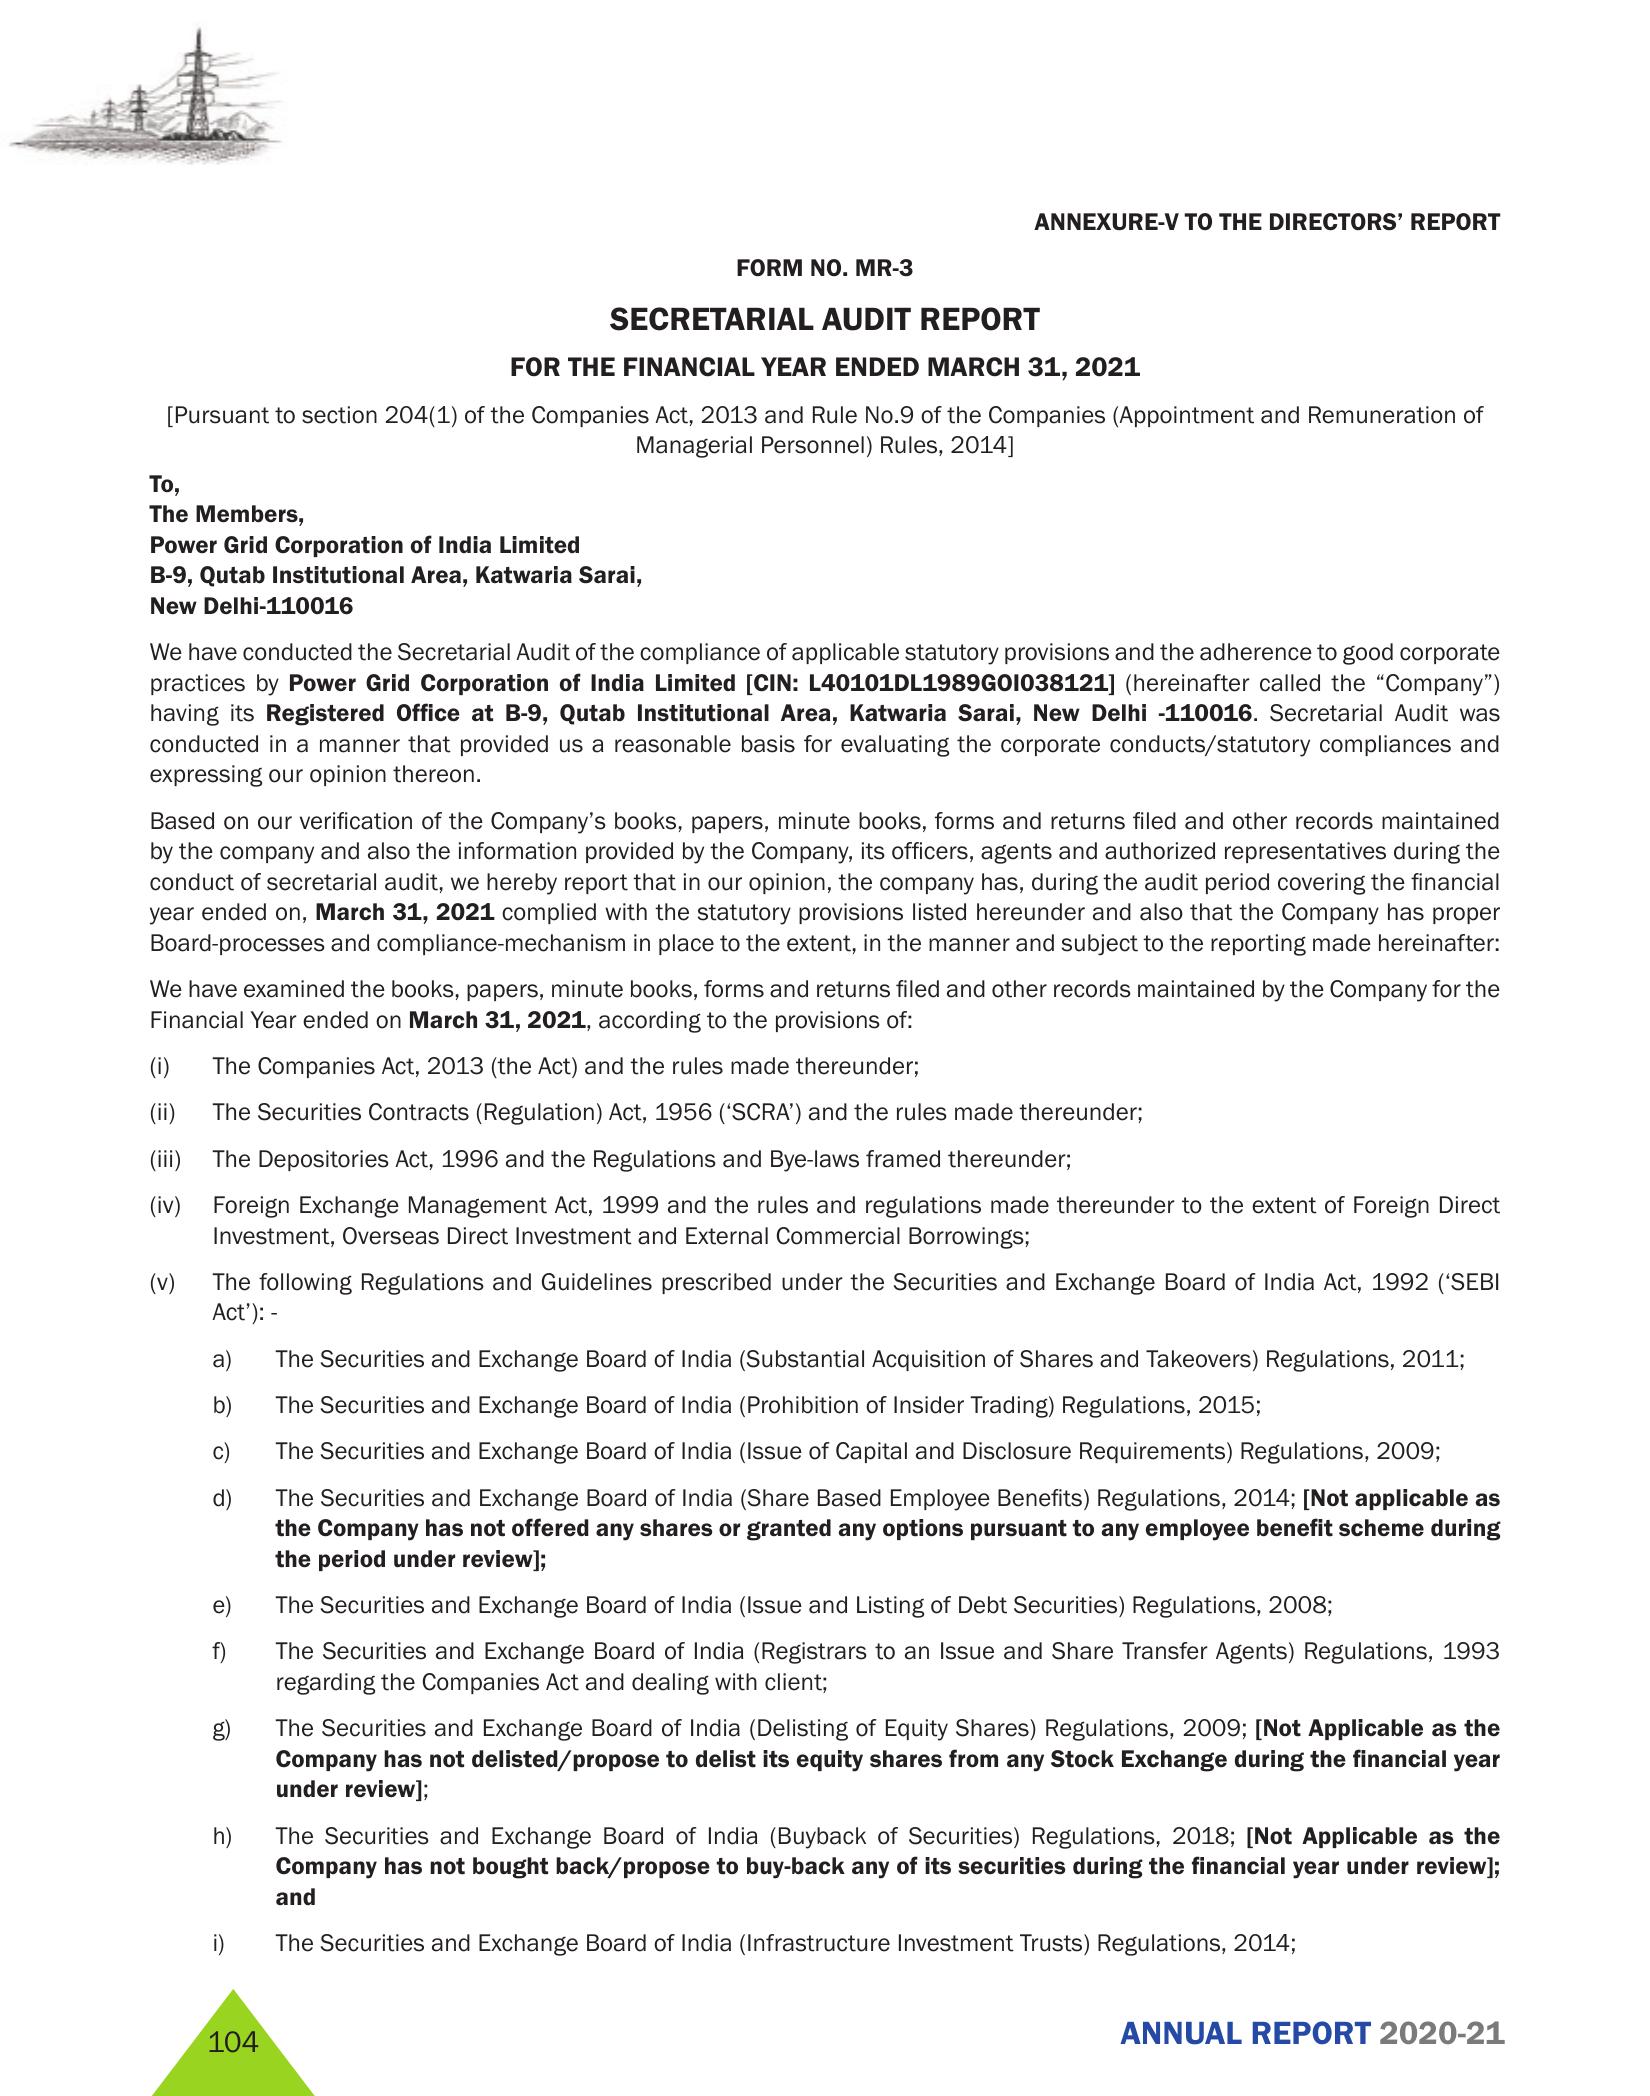 ANNEXURE-V TO THE DIRECTORS’ REPORT
FORM NO. MR-3
SECRETARIAL AUDIT REPORT
FOR THE FINANCIAL YEAR ENDED MARCH 31, 2021
[Pursuant to section 204(1) of the Companies Act, 2013 and Rule No.9 of the Companies (Appointment and Remuneration of
Managerial Personnel) Rules, 2014]
To,
The Members,
Power Grid Corporation of India Limited
B-9, Qutab Institutional Area, Katwaria Sarai,
New Delhi-110016
We have conducted the Secretarial Audit of the compliance of applicable statutory provisions and the adherence to good corporate
practices by Power Grid Corporation of India Limited [CIN: L40101DL1989GOI038121] (hereinafter called the “Company”)
having its Registered Office at B-9, Qutab Institutional Area, Katwaria Sarai, New Delhi -110016. Secretarial Audit was
conducted in a manner that provided us a reasonable basis for evaluating the corporate conducts/statutory compliances and
expressing our opinion thereon.
Based on our verification of the Company’s books, papers, minute books, forms and returns filed and other records maintained
by the company and also the information provided by the Company, its officers, agents and authorized representatives during the
conduct of secretarial audit, we hereby report that in our opinion, the company has, during the audit period covering the financial
year ended on, March 31, 2021 complied with the statutory provisions listed hereunder and also that the Company has proper
Board-processes and compliance-mechanism in place to the extent, in the manner and subject to the reporting made hereinafter:
We have examined the books, papers, minute books, forms and returns filed and other records maintained by the Company for the
Financial Year ended on March 31, 2021, according to the provisions of:
(i) The Companies Act, 2013 (the Act) and the rules made thereunder;
(ii) The Securities Contracts (Regulation) Act, 1956 (‘SCRA’) and the rules made thereunder;
(iii) The Depositories Act, 1996 and the Regulations and Bye-laws framed thereunder;
(iv) Foreign Exchange Management Act, 1999 and the rules and regulations made thereunder to the extent of Foreign Direct
Investment, Overseas Direct Investment and External Commercial Borrowings;
(v) The following Regulations and Guidelines prescribed under the Securities and Exchange Board of India Act, 1992 (‘SEBI
Act’): -
a) The Securities and Exchange Board of India (Substantial Acquisition of Shares and Takeovers) Regulations, 2011;
b) The Securities and Exchange Board of India (Prohibition of Insider Trading) Regulations, 2015;
c) The Securities and Exchange Board of India (Issue of Capital and Disclosure Requirements) Regulations, 2009;
d) The Securities and Exchange Board of India (Share Based Employee Benefits) Regulations, 2014; [Not applicable as
the Company has not offered any shares or granted any options pursuant to any employee benefit scheme during
the period under review];
e) The Securities and Exchange Board of India (Issue and Listing of Debt Securities) Regulations, 2008;
f) The Securities and Exchange Board of India (Registrars to an Issue and Share Transfer Agents) Regulations, 1993
regarding the Companies Act and dealing with client;
g) The Securities and Exchange Board of India (Delisting of Equity Shares) Regulations, 2009; [Not Applicable as the
Company has not delisted/propose to delist its equity shares from any Stock Exchange during the financial year
under review];
h) The Securities and Exchange Board of India (Buyback of Securities) Regulations, 2018; [Not Applicable as the
Company has not bought back/propose to buy-back any of its securities during the financial year under review];
and
i) The Securities and Exchange Board of India (Infrastructure Investment Trusts) Regulations, 2014;
104
ANNUAL REPORT 2020-21